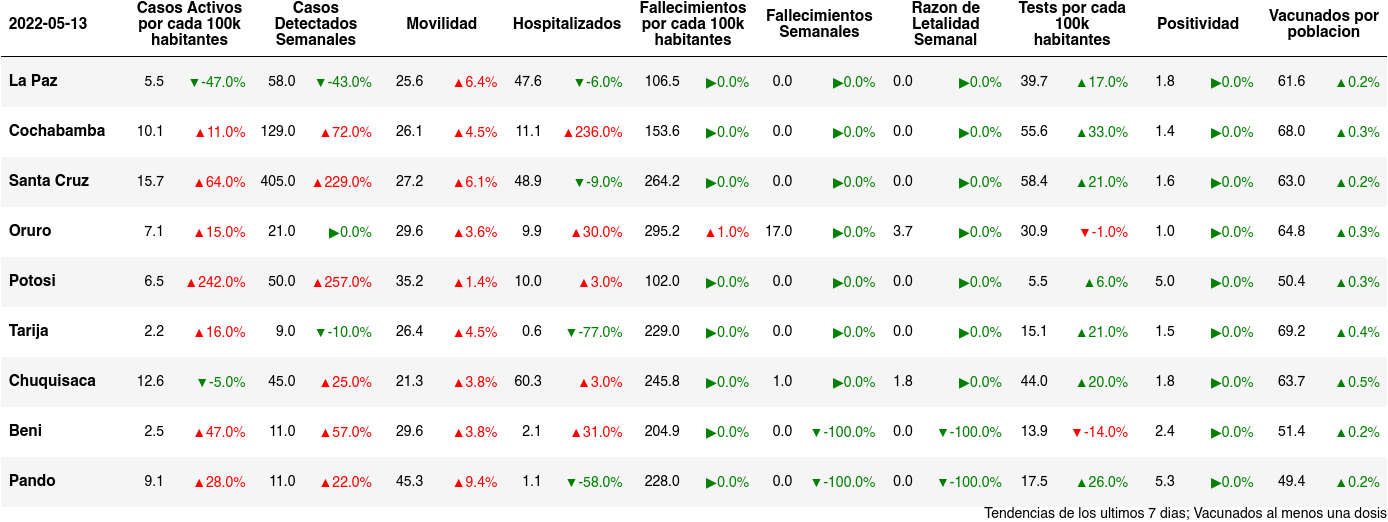 2022-05-13 Casos Activos por cada 100k habitantes Casos Detectados Semanales Movilidad Hospitalizados Fallecimientos por cada 100k habitantes Fallecimientos Semanales Razon de Letalidad Semanal Tests por cada 100k habitantes Positividad Vacunados por poblacion
La Paz 5.5 ▼-47.0% 58.0 ▼-43.0% 25.6 ▲6.4% 47.6 ▼-6.0% 106.5 ▶0.0% 0.0 ▶0.0% 0.0 ▶0.0% 39.7 ▲17.0% 1.8 ▶0.0% 61.6 ▲0.2%
Cochabamba 10.1 ▲11.0% 129.0 ▲72.0% 26.1 ▲4.5% 11.1 ▲236.0% 153.6 ▶0.0% 0.0 ▶0.0% 0.0 ▶0.0% 55.6 ▲33.0% 1.4 ▶0.0% 68.0 ▲0.3%
Santa Cruz 15.7 ▲64.0% 405.0 ▲229.0% 27.2 ▲6.1% 48.9 ▼-9.0% 264.2 ▶0.0% 0.0 ▶0.0% 0.0 ▶0.0% 58.4 ▲21.0% 1.6 ▶0.0% 63.0 ▲0.2%
Oruro 7.1 ▲15.0% 21.0 ▶0.0% 29.6 ▲3.6% 9.9 ▲30.0% 295.2 ▲1.0% 17.0 ▶0.0% 3.7 ▶0.0% 30.9 ▼-1.0% 1.0 ▶0.0% 64.8 ▲0.3%
Potosi 6.5 ▲242.0% 50.0 ▲257.0% 35.2 ▲1.4% 10.0 ▲3.0% 102.0 ▶0.0% 0.0 ▶0.0% 0.0 ▶0.0% 5.5 ▲6.0% 5.0 ▶0.0% 50.4 ▲0.3%
Tarija 2.2 ▲16.0% 9.0 ▼-10.0% 26.4 ▲4.5% 0.6 ▼-77.0% 229.0 ▶0.0% 0.0 ▶0.0% 0.0 ▶0.0% 15.1 ▲21.0% 1.5 ▶0.0% 69.2 ▲0.4%
Chuquisaca 12.6 ▼-5.0% 45.0 ▲25.0% 21.3 ▲3.8% 60.3 ▲3.0% 245.8 ▶0.0% 1.0 ▶0.0% 1.8 ▶0.0% 44.0 ▲20.0% 1.8 ▶0.0% 63.7 ▲0.5%
Beni 2.5 ▲47.0% 11.0 ▲57.0% 29.6 ▲3.8% 2.1 ▲31.0% 204.9 ▶0.0% 0.0 ▼-100.0% 0.0 ▼-100.0% 13.9 ▼-14.0% 2.4 ▶0.0% 51.4 ▲0.2%
Pando 9.1 ▲28.0% 11.0 ▲22.0% 45.3 ▲9.4% 1.1 ▼-58.0% 228.0 ▶0.0% 0.0 ▼-100.0% 0.0 ▼-100.0% 17.5 ▲26.0% 5.3 ▶0.0% 49.4 ▲0.2%
Tendencias de los ultimos 7 dias; Vacunados al menos una dosis